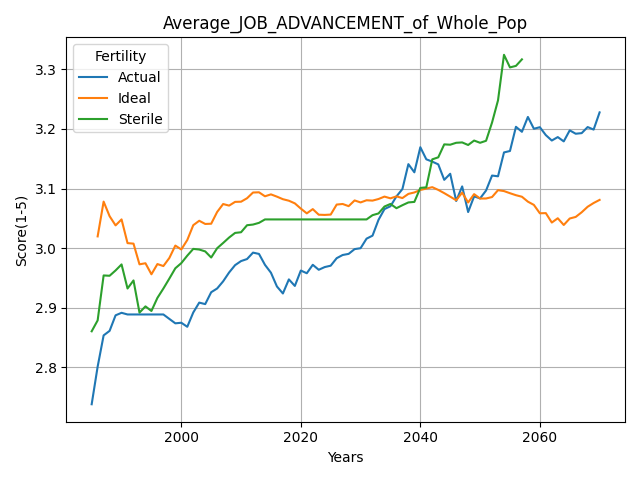 Average_JOB_ADVANCEMENT_of_Whole_Pop
Fertility
Actual
Ideal
Sterile
Score(1-5)
3.3
3.2
3.1
3.0
2.9
2.8
2000
2020
2040
2060
Years